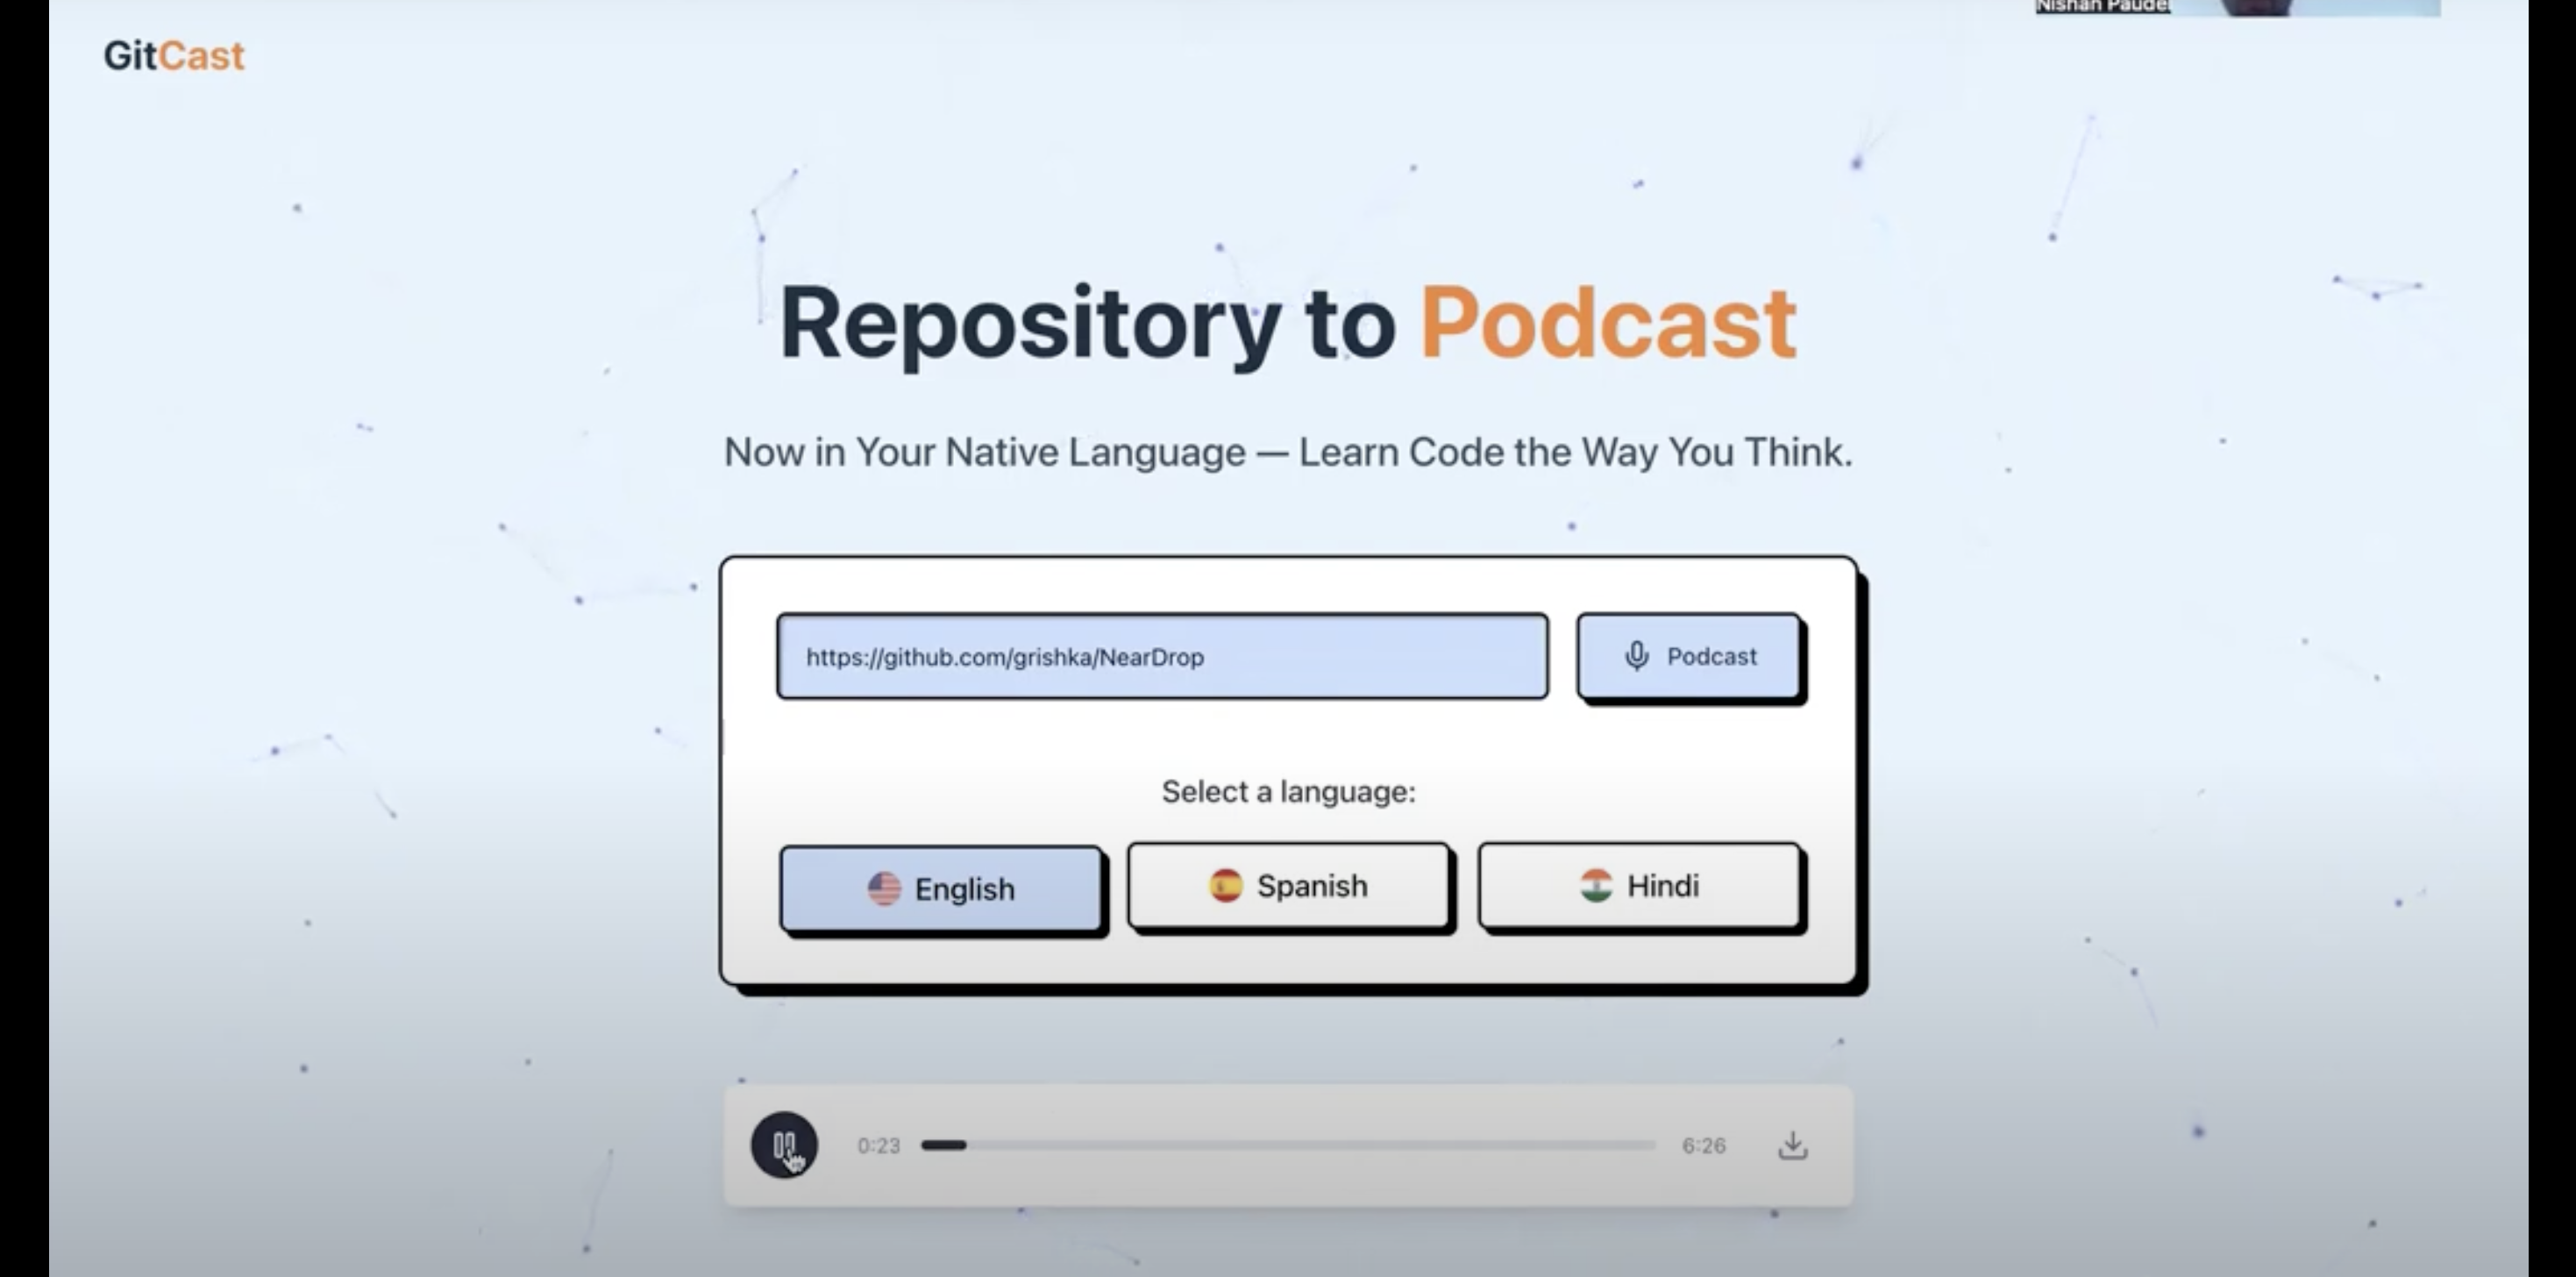 Nishan Paudel
GitCast
Repository to Podcast
Now in Your Native Language — Learn Code the Way You Think.
https://github.com/grishka/NearDrop
Podcast
Select a language:
English
Spanish
Hindi
0:23
6:26